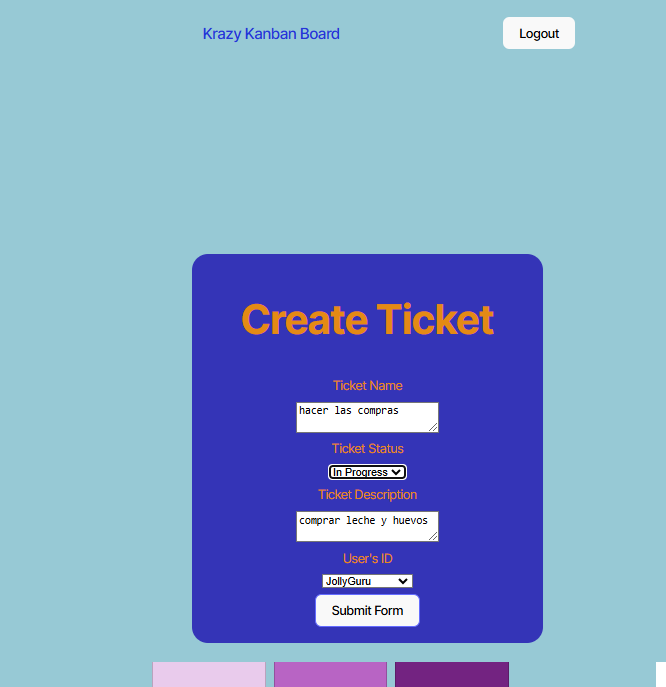 Krazy Kanban Board
Logout
Create Ticket
Ticket Name
hacer las compras
Ticket Status
In Progress
Ticket Description
comprar leche y huevos
User's ID
JollyGuru
Submit Form